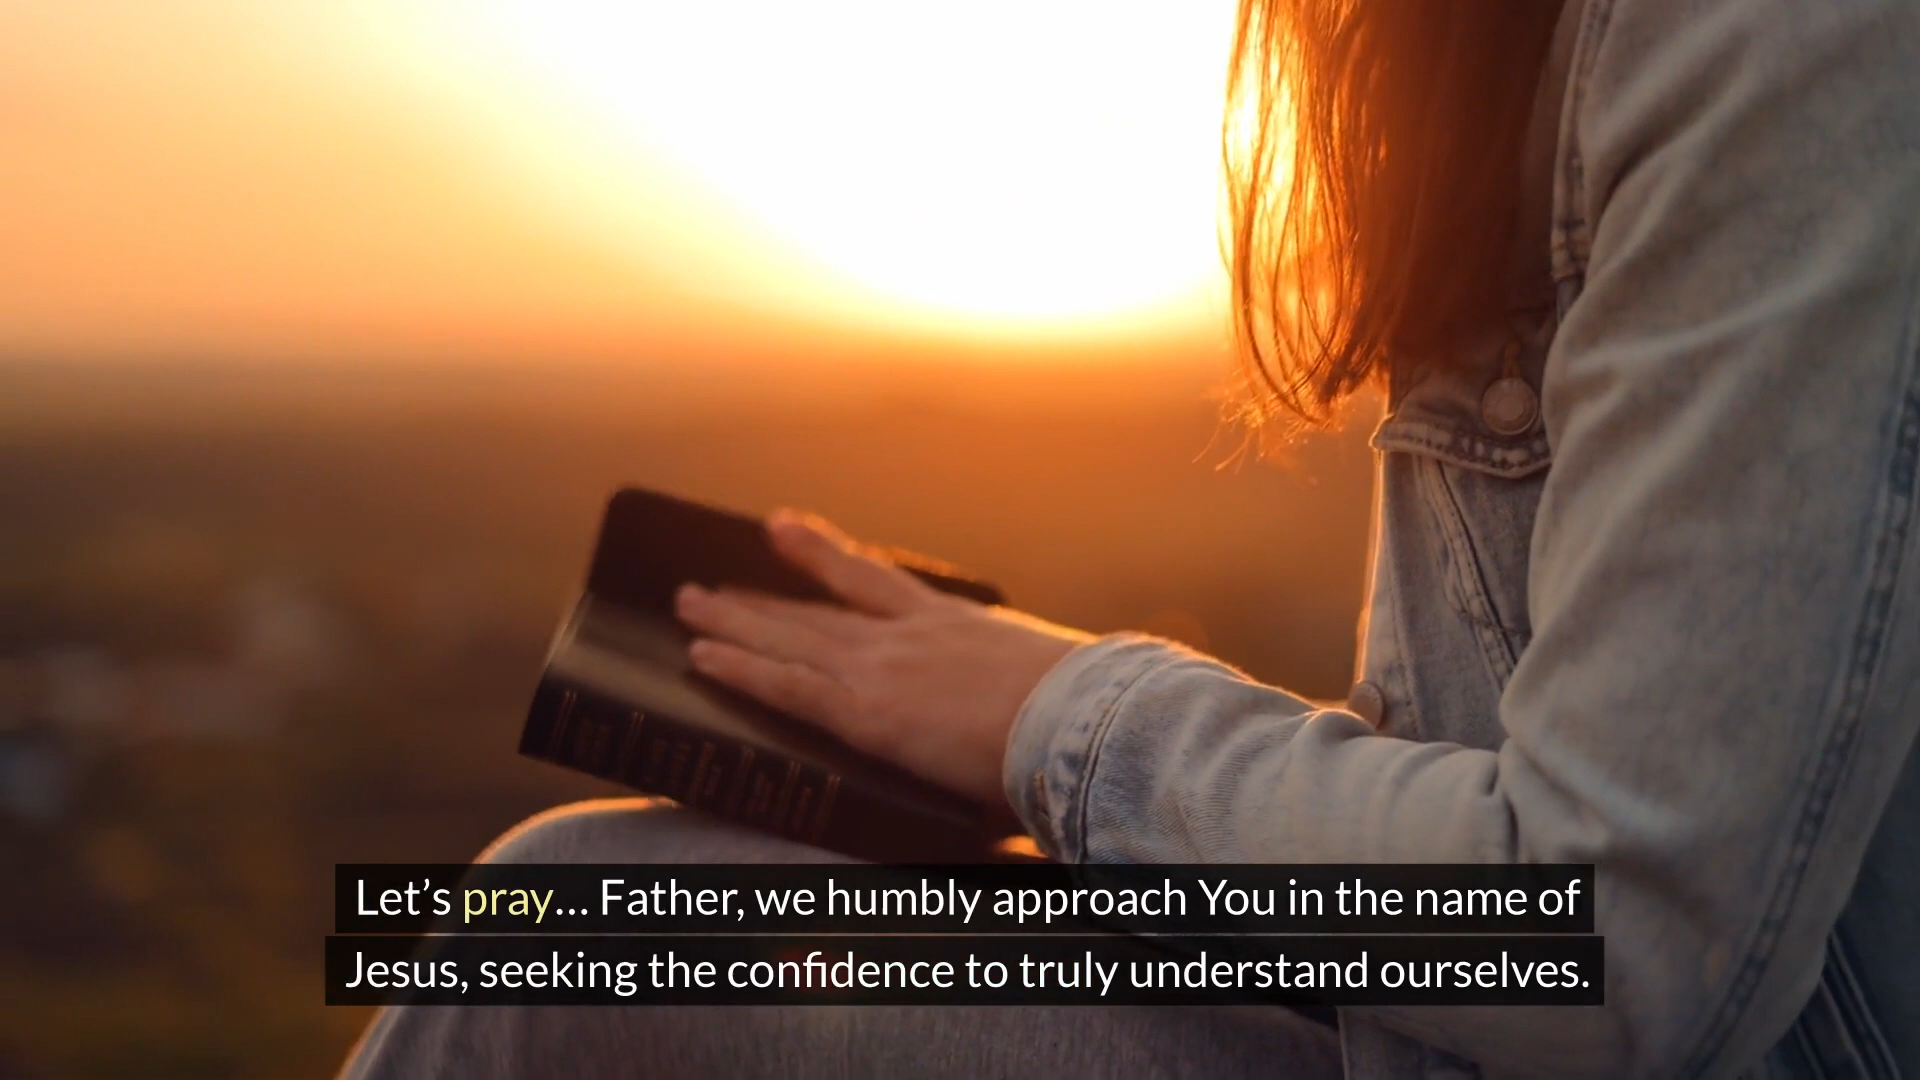 Let’s pray... Father, we humbly approach You in the name of
Jesus, seeking the confidence to truly understand ourselves.